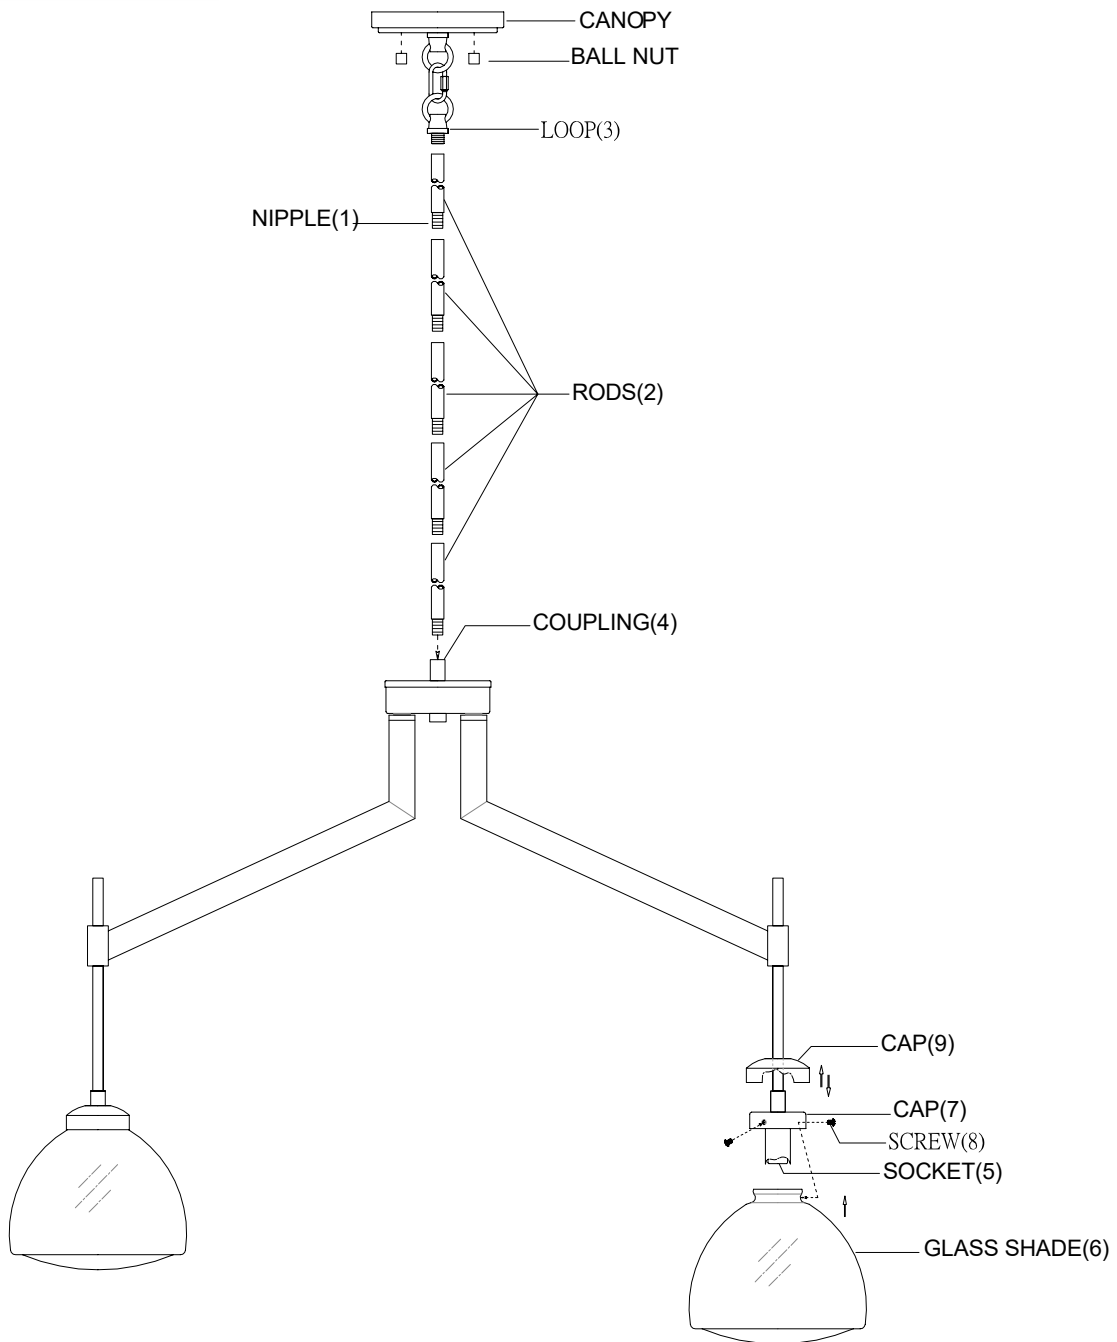 CANOPY
BALL NUT
LOOP(3)
NIPPLE(1)
RODS(2)
COUPLING(4)
CAP(9)
CAP(7)
SCREW(8)
SOCKET(5)
GLASS SHADE(6)